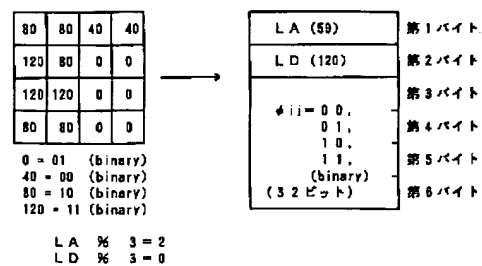 80 80 40 40
120 80 0 0
120 120 0 0
80 80 0 0
0 = 01 (binary)
40 = 00 (binary)
80 = 10 (binary)
120 = 11 (binary)
LA % 3 = 2
LD % 3 = 0
LA (59)
LD (120)
φij = 00,
01,
10,
11,
(binary)
(32ビット)
第1バイト
第2バイト
第3バイト
第4バイト
第5バイト
第6バイト